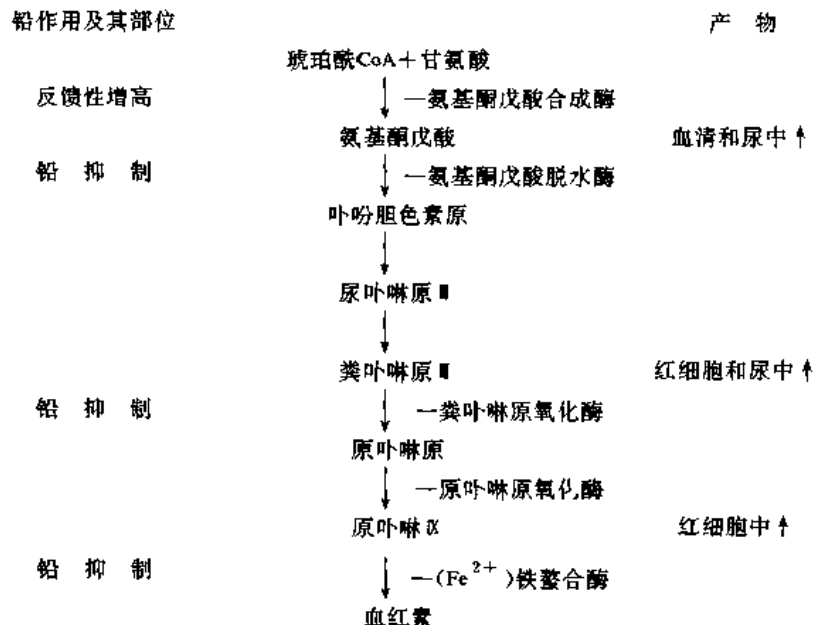 铅作用及其部位 产 物
琥珀酰CoA＋甘氨酸
反馈性增高 —氨基酮戊酸合成酶
氨基酮戊酸 血清和尿中↑
铅 抑 制 —氨基酮戊酸脱水酶
卟吩胆色素原
尿卟啉原Ⅲ
粪卟啉原Ⅲ 红细胞和尿中↑
铅 抑 制 —粪卟啉原氧化酶
原卟啉原
—原卟啉原氧化酶
原卟啉Ⅸ 红细胞中↑
铅 抑 制 —(Fe²⁺)铁螯合酶
血红素